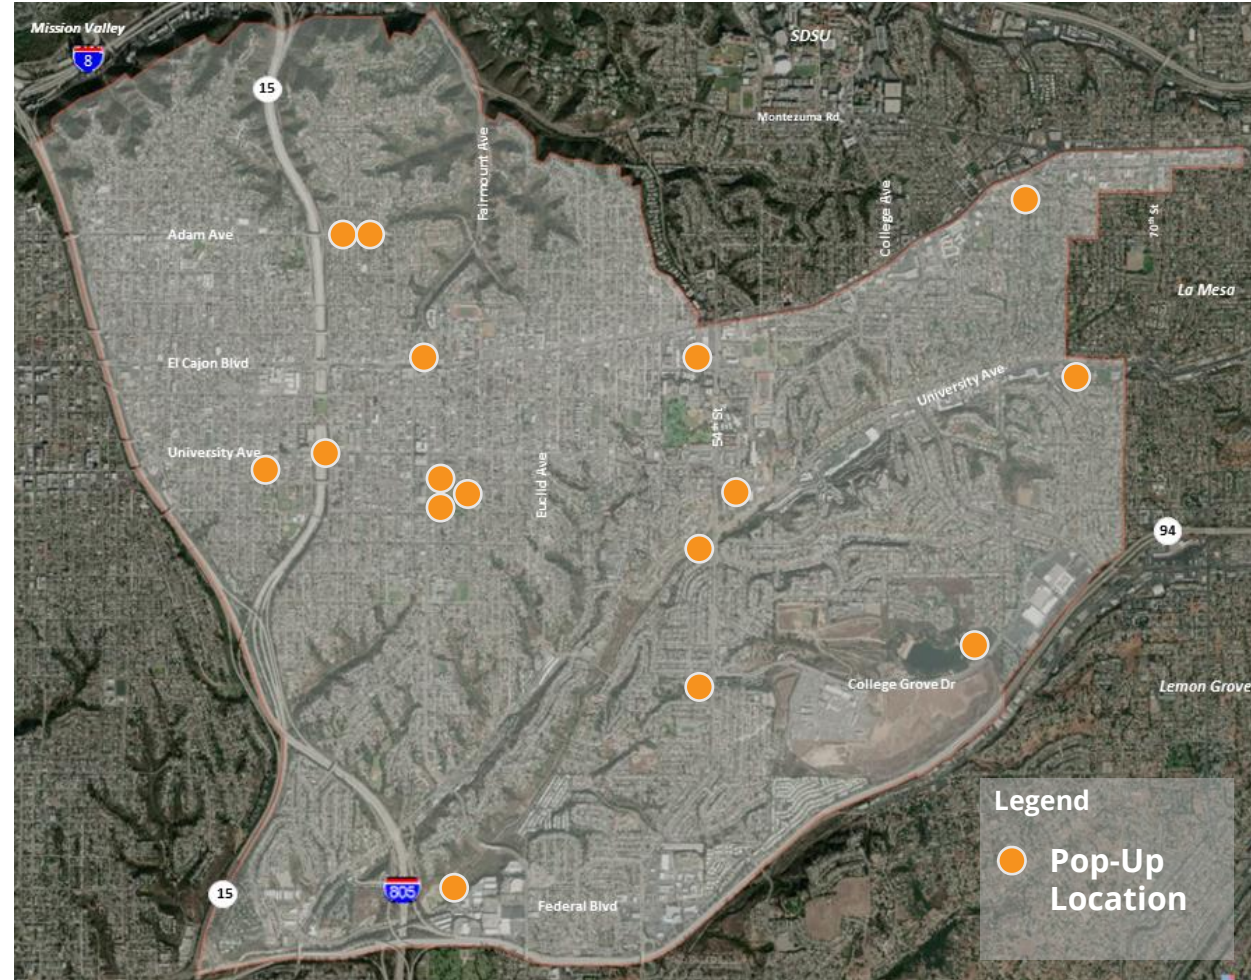 Mission Valley
8
15
SDSU
Montezuma Rd
Fairmount Ave
College Ave
70th St
Adam Ave
La Mesa
El Cajon Blvd
University Ave
54th St
University Ave
Euclid Ave
94
College Grove Dr
Lemon Grove
Legend
Pop-Up
Location
15
805
Federal Blvd